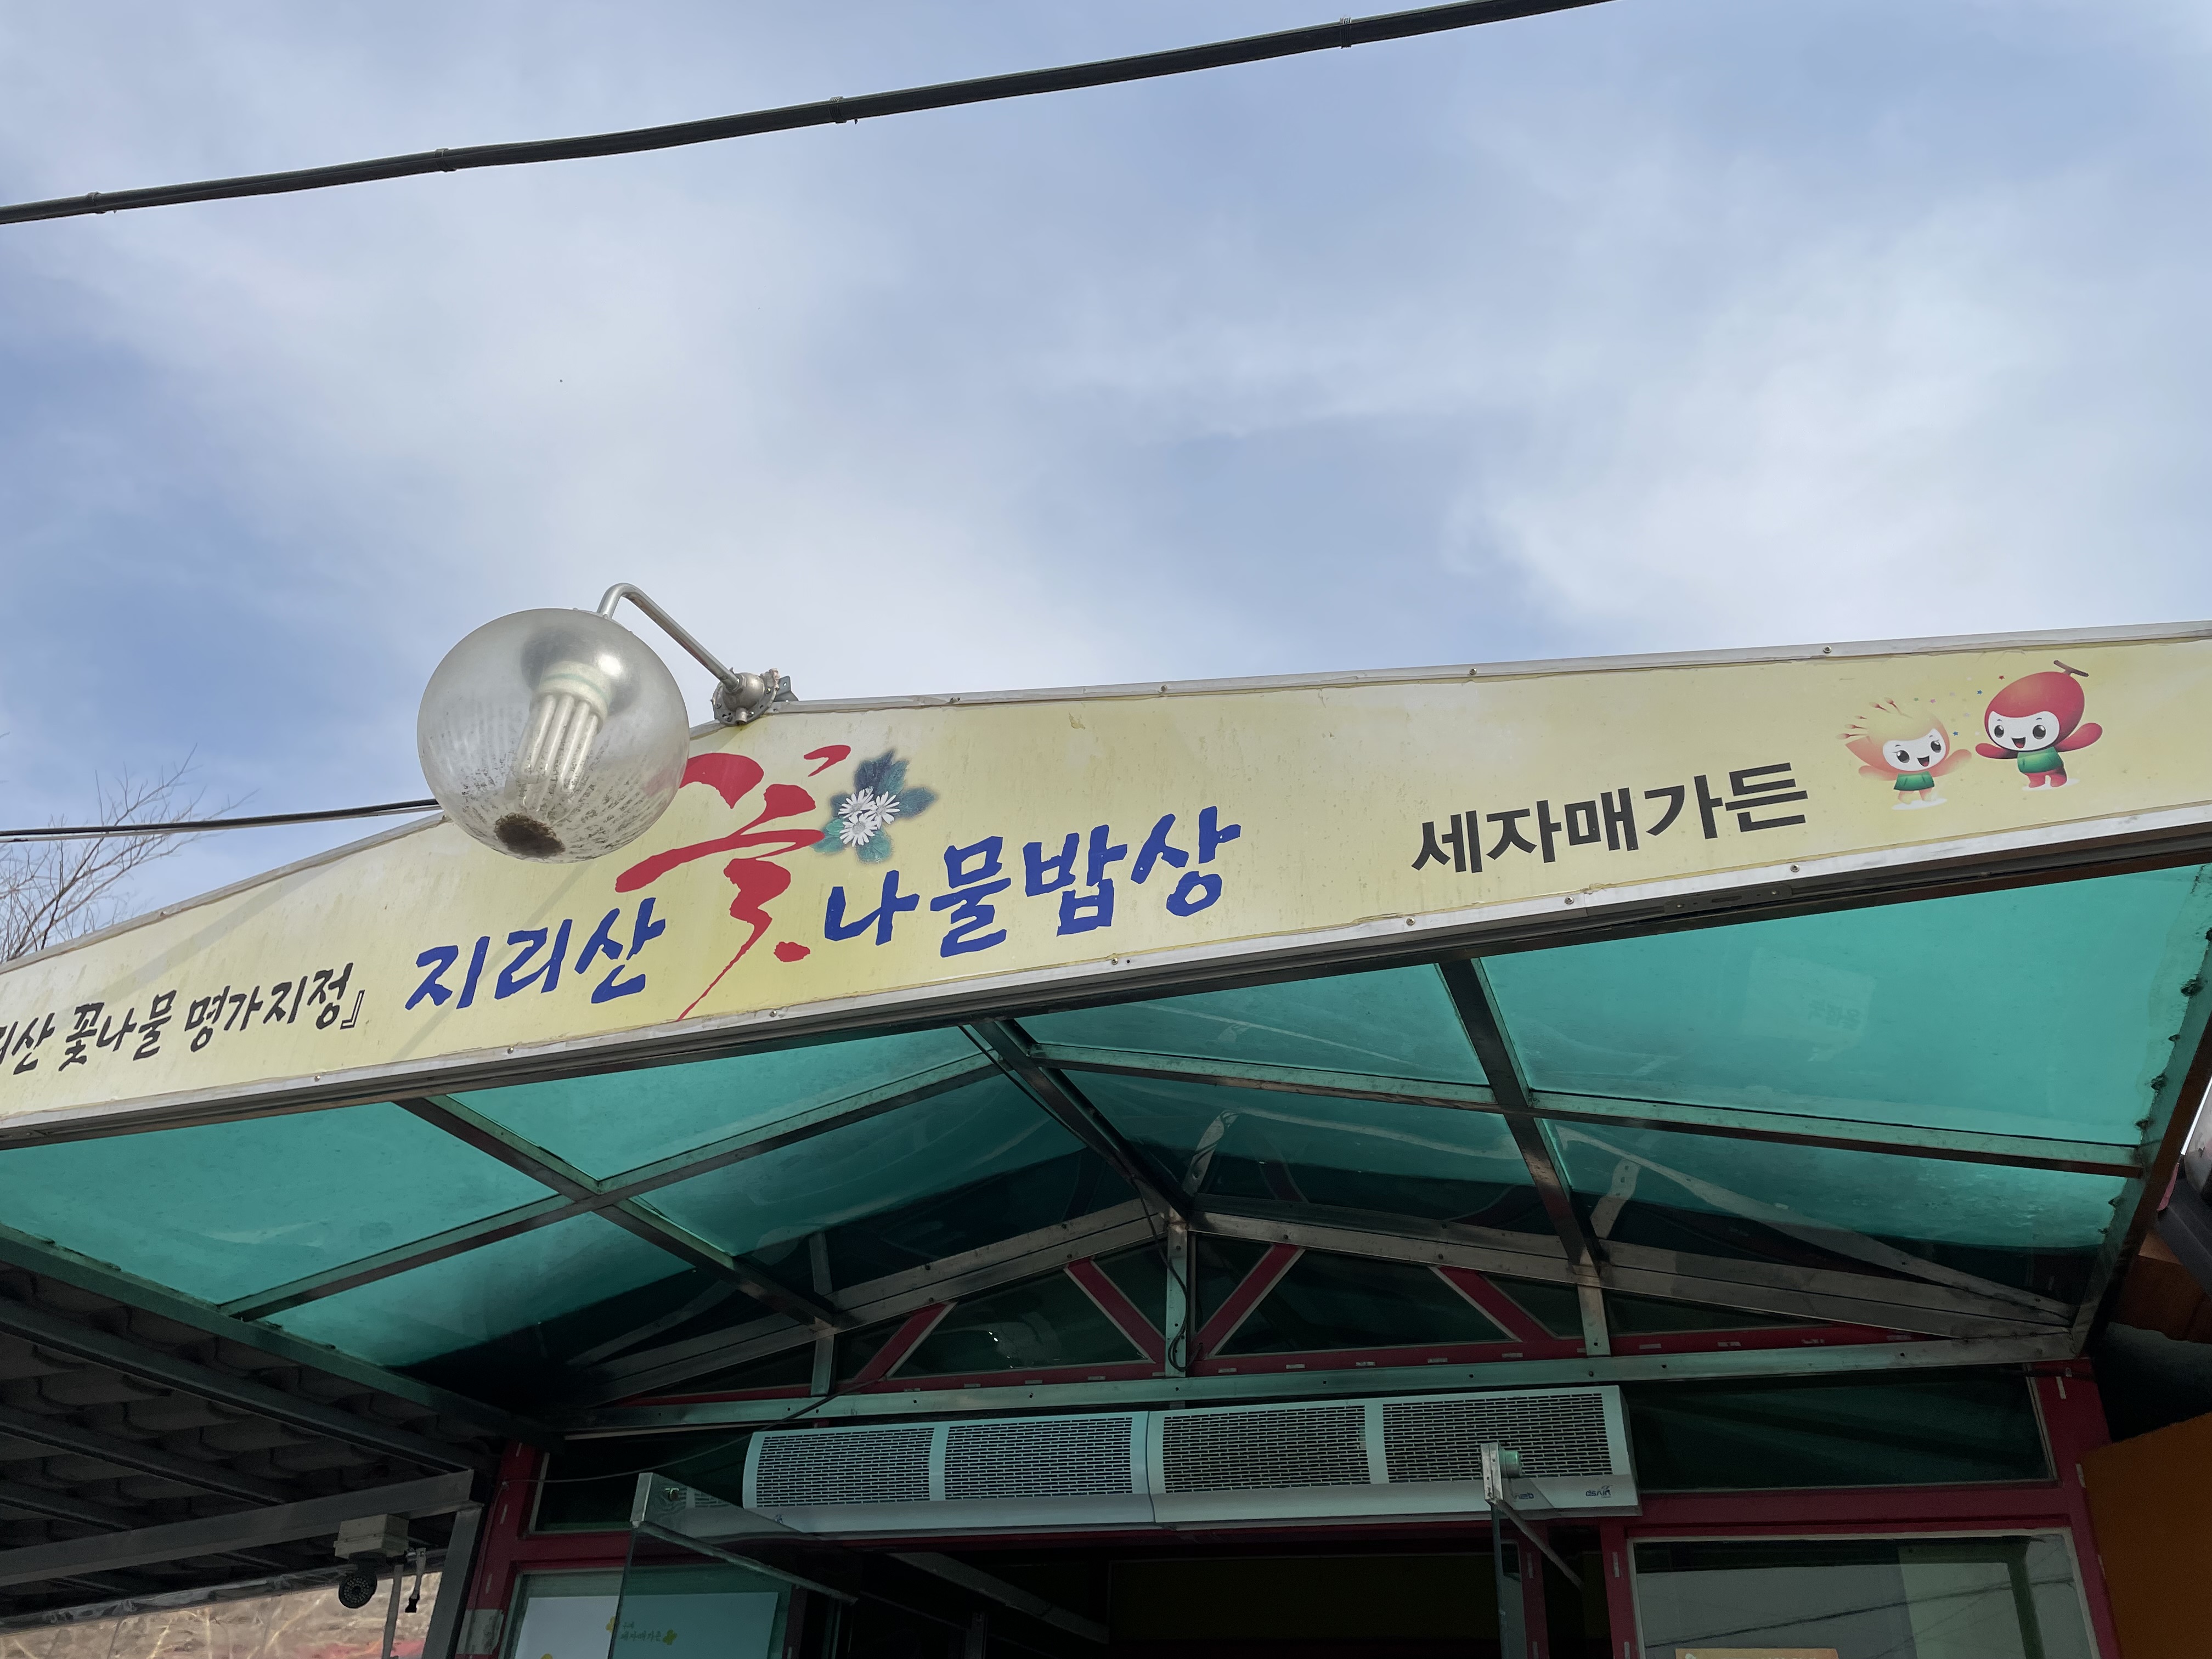 산 꽃나물 명가지정』
지리산 꽃나물밥상
세자매가든